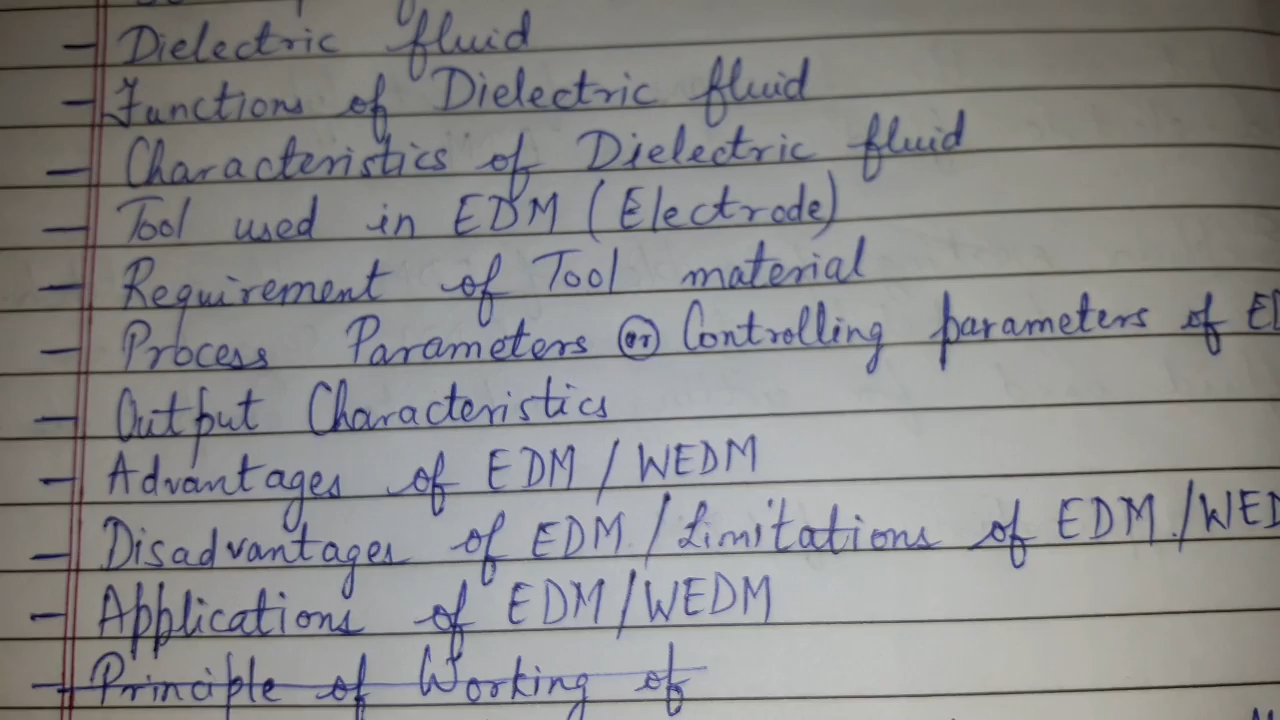 - Dielectric fluid
- Functions of Dielectric fluid
- Characteristics of Dielectric fluid
- Tool used in EDM (Electrode)
- Requirement of Tool material
- Process Parameters (or) Controlling parameters of ED
- Output Characteristics
- Advantages of EDM / WEDM
- Disadvantages of EDM / Limitations of EDM / WED
- Applications of EDM / WEDM
- Principle of Working of